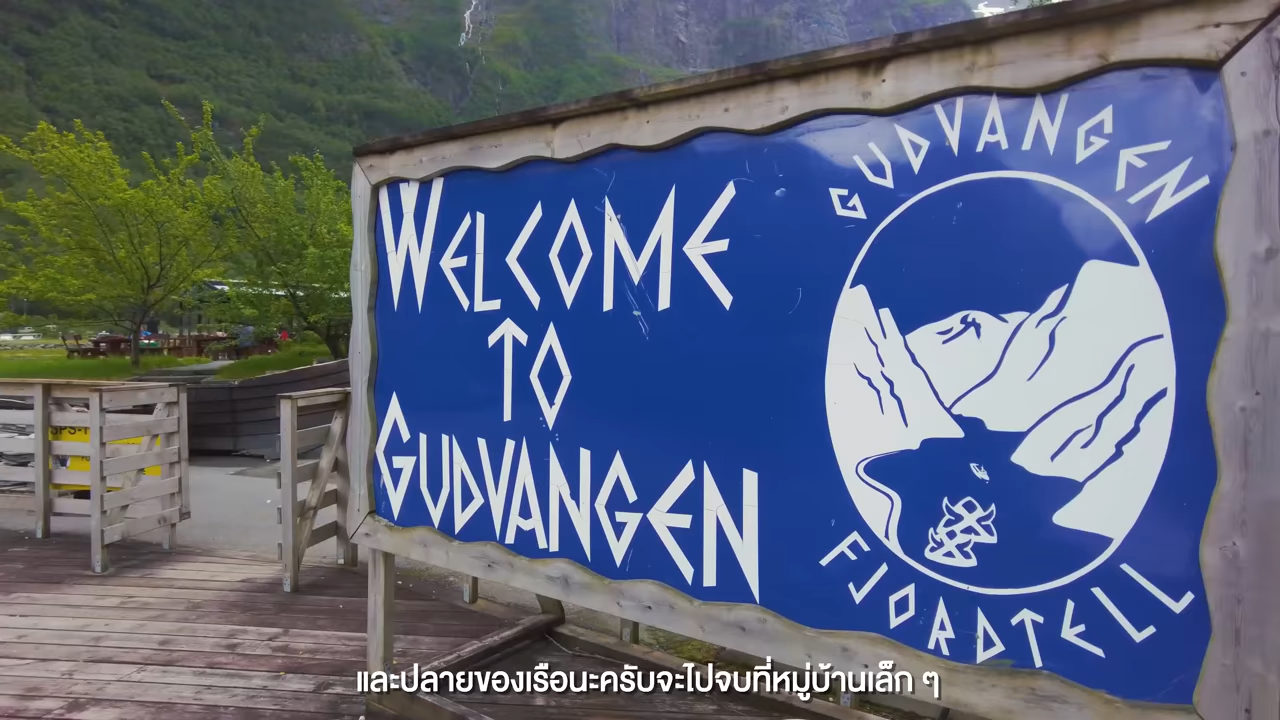 WELCOME
TO
GUDVANGEN
GUDVANGEN
FJORDTELL
และปลายของเรือนะครับจะไปจบที่หมู่บ้านเล็ก ๆ